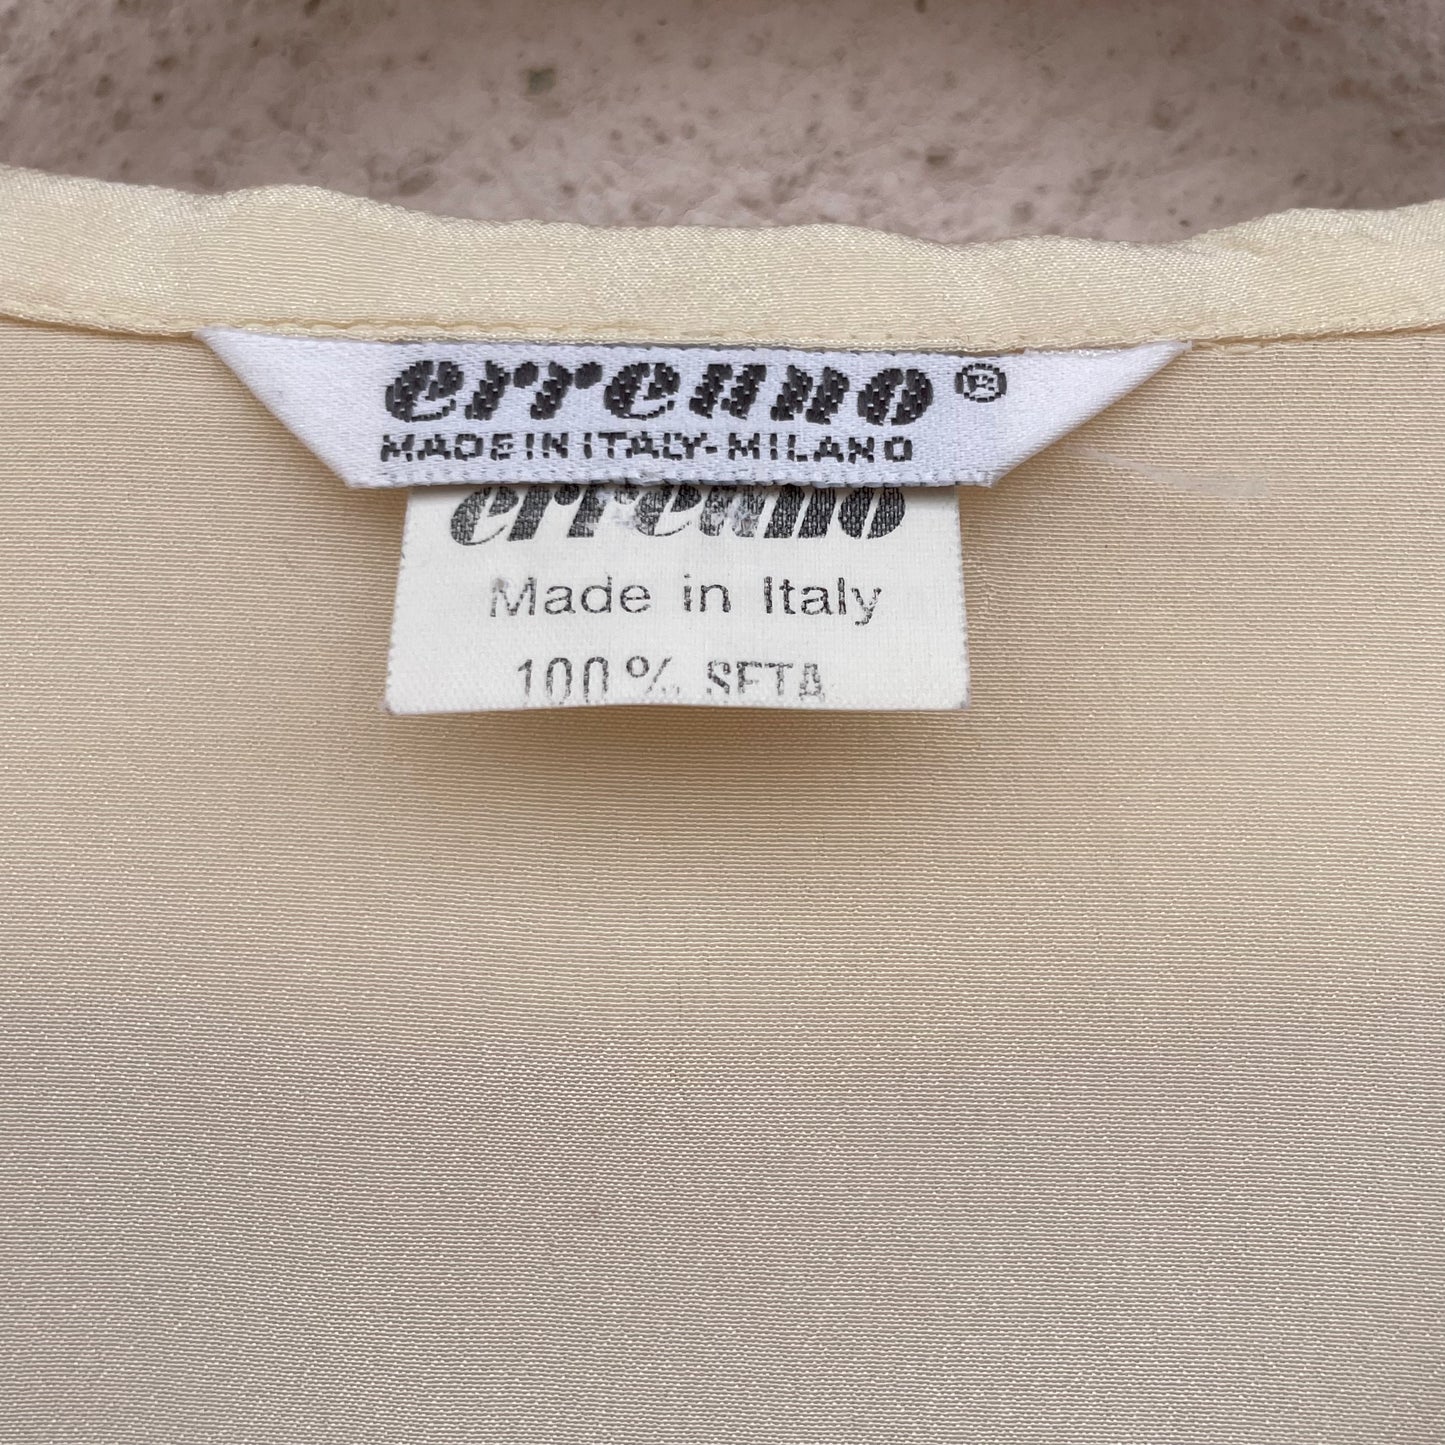 erreuno ®
MADE IN ITALY-MILANO
erreuno
Made in Italy
100% SETA